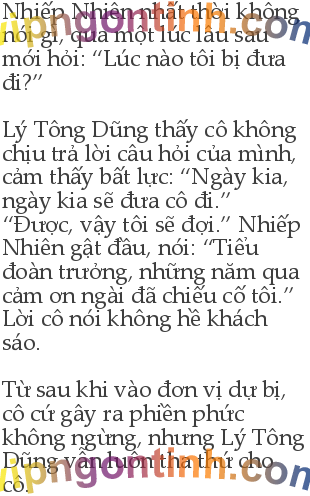 Nhiếp Nhiên nhất thời không
nói gì, qua một lúc lâu sau
mới hỏi: “Lúc nào tôi bị đưa
đi?”
Lý Tông Dũng thấy cô không
chịu trả lời câu hỏi của mình,
cảm thấy bất lực: “Ngày kia,
ngày kia sẽ đưa cô đi.”
“Được, vậy tôi sẽ đợi.” Nhiếp
Nhiên gật đầu, nói: “Tiểu
đoàn trưởng, những năm qua
cảm ơn ngài đã chiếu cố tôi.”
Lời cô nói không hề khách
sáo.
Từ sau khi vào đơn vị dự bị,
cô cứ gây ra phiền phức
không ngừng, nhưng Lý Tông
Dũng vẫn luôn tha thứ cho
cô.
vipngontinh.com
vipngontinh.com